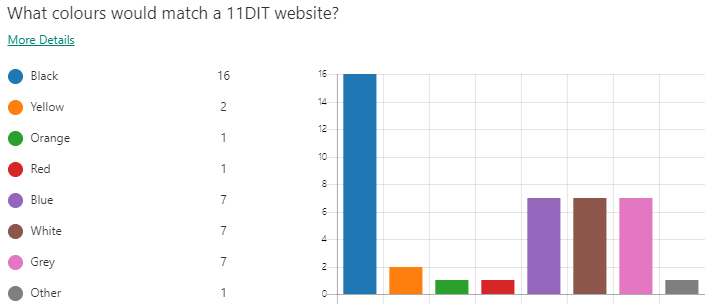 What colours would match a 11DIT website?
More Details
Black 16
Yellow 2
Orange 1
Red 1
Blue 7
White 7
Grey 7
Other 1
16
14
12
10
8
6
4
2
0